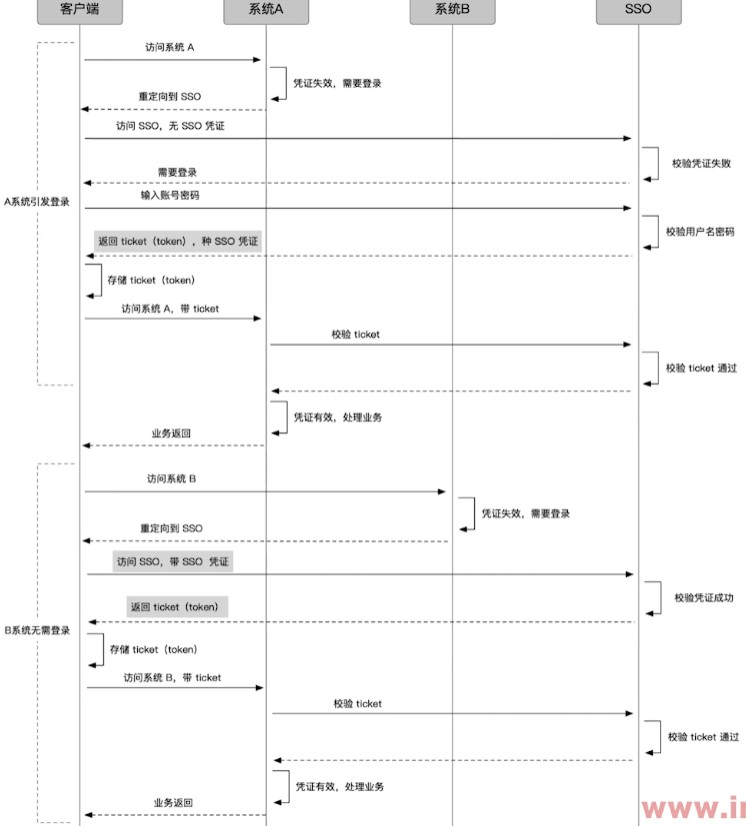 客户端
系统A
系统B
SSO
访问系统 A
凭证失效，需要登录
重定向到 SSO
访问 SSO，无 SSO 凭证
校验凭证失败
需要登录
输入账号密码
A系统引发登录
校验用户名密码
返回 ticket（token）, 种 SSO 凭证
存储 ticket（token）
访问系统 A，带 ticket
校验 ticket
校验 ticket 通过
凭证有效，处理业务
业务返回
访问系统 B
凭证失效，需要登录
重定向到 SSO
访问 SSO，带 SSO 凭证
校验凭证成功
返回 ticket（token）
B系统无需登录
存储 ticket（token）
访问系统 B，带 ticket
校验 ticket
校验 ticket 通过
凭证有效，处理业务
业务返回